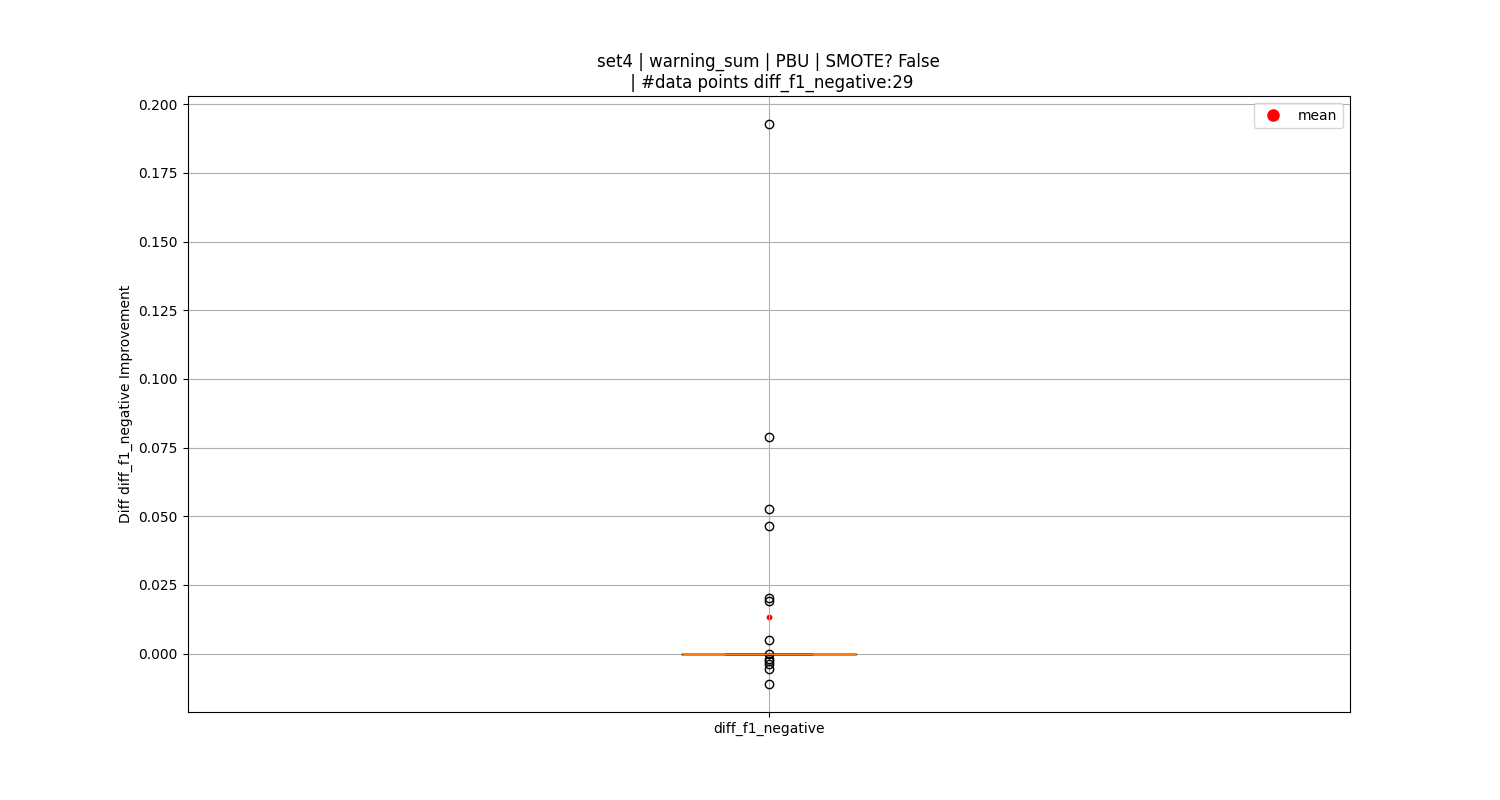 set4 | warning_sum | PBU | SMOTE? False
| #data points diff_f1_negative:29
mean
0.200
0.175
0.150
0.125
0.100
0.075
0.050
0.025
0.000
Diff diff_f1_negative Improvement
diff_f1_negative